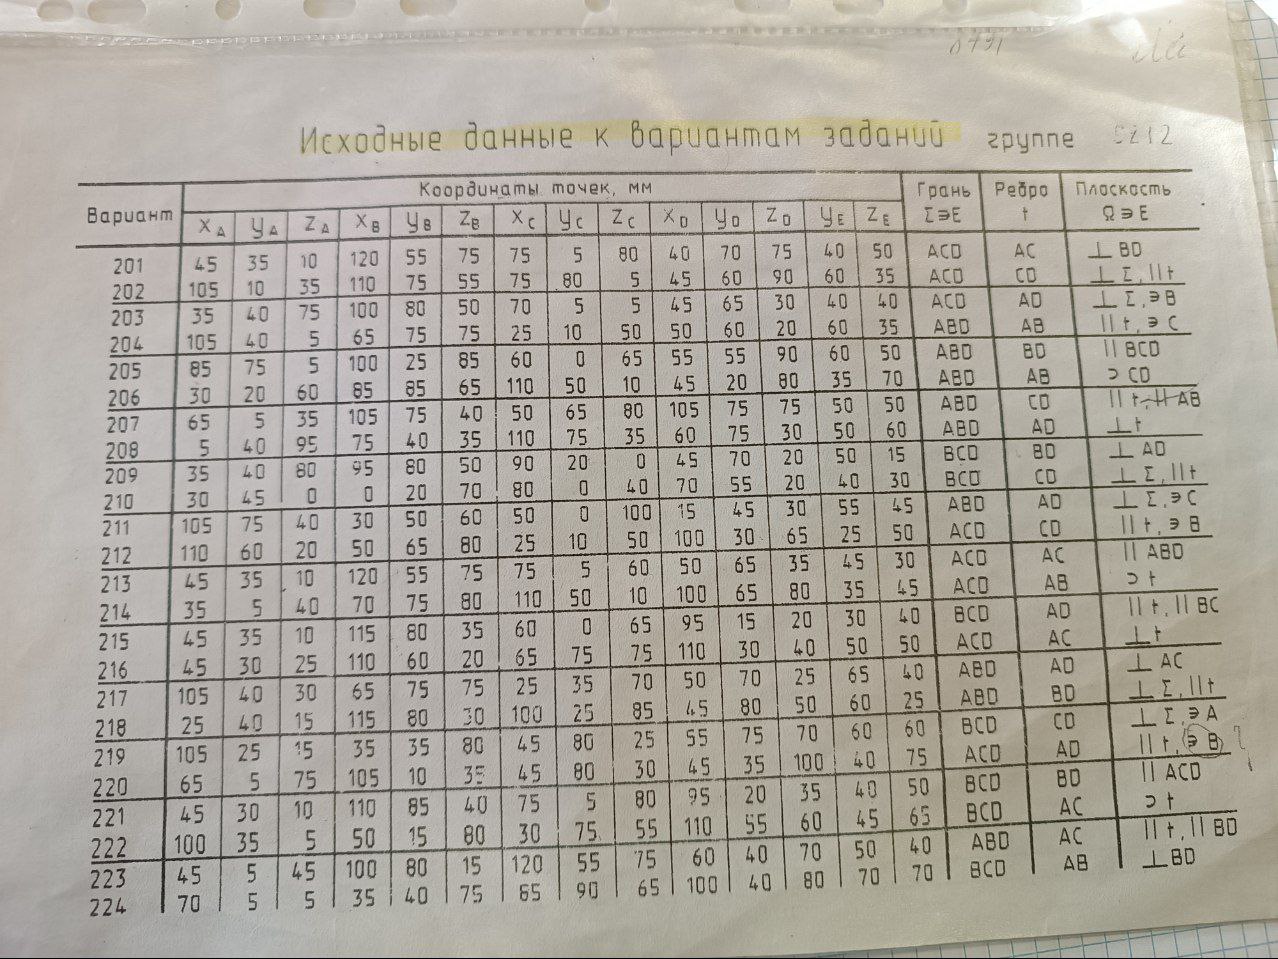 Исходные данные к вариантам заданий группе
Вариант Координаты точек, мм Грань Σ∋E Ребро t Плоскость Ω∋E
X_A Y_A Z_A X_B Y_B Z_B X_C Y_C Z_C X_D Y_D Z_D Y_E Z_E
201 45 35 10 120 55 75 75 5 80 40 70 75 40 50 ACD AC ⊥ BD
202 105 10 35 110 75 55 75 80 5 45 60 90 60 35 ACD CD ⊥ Σ, || t
203 35 40 75 100 80 50 70 5 5 45 65 30 40 40 ACD AD ⊥ Σ, ∋ B
204 105 40 5 65 75 75 25 10 50 50 60 20 60 35 ABD AB || t, ∋ C
205 85 75 5 100 25 85 60 0 65 55 55 90 60 50 ABD BD || BCD
206 30 20 60 85 85 65 110 50 10 45 20 80 35 70 ABD AB ⊃ CD
207 65 5 35 105 75 40 50 65 80 105 75 75 50 50 ABD CD || t, || AB
208 5 40 95 75 40 35 110 75 35 60 75 30 50 60 ABD AD ⊥ t
209 35 40 80 95 80 50 90 20 0 45 70 20 50 15 BCD BD ⊥ AD
210 30 45 0 0 20 70 80 0 40 70 55 20 40 30 BCD CD ⊥ Σ, || t
211 105 75 40 30 50 60 50 0 100 15 45 30 55 45 ABD AD ⊥ Σ, ∋ C
212 110 60 20 50 65 80 25 10 50 100 30 65 25 50 ACD CD || t, ∋ B
213 45 35 10 120 55 75 75 5 60 50 65 35 45 30 ACD AC || ABD
214 35 5 40 70 75 80 110 50 10 100 65 80 35 45 ACD AB ⊃ t
215 45 35 10 115 80 35 60 0 65 95 15 20 30 40 BCD AD || t, || BC
216 45 30 25 110 60 20 65 75 75 110 30 40 50 50 ACD AC ⊥ t
217 105 40 30 65 75 75 25 35 70 50 70 25 65 40 ABD AD ⊥ AC
218 25 40 15 115 80 30 100 25 85 45 80 50 60 25 ABD BD ⊥ Σ, || t
219 105 25 15 35 35 80 45 80 25 55 75 70 60 60 BCD CD ⊥ Σ, ∋ A
220 65 5 75 105 10 35 45 80 30 45 35 100 40 75 ACD AD || t, ∋ B
221 45 30 10 110 85 40 75 5 80 95 20 35 40 50 BCD BD || ACD
222 100 35 5 50 15 80 30 75 55 110 55 60 45 65 BCD AC ⊃ t
223 45 5 45 100 80 15 120 55 75 60 40 70 50 40 ABD AC || t, || BD
224 70 5 5 35 40 75 65 90 65 100 40 80 70 70 BCD AB ⊥ BD